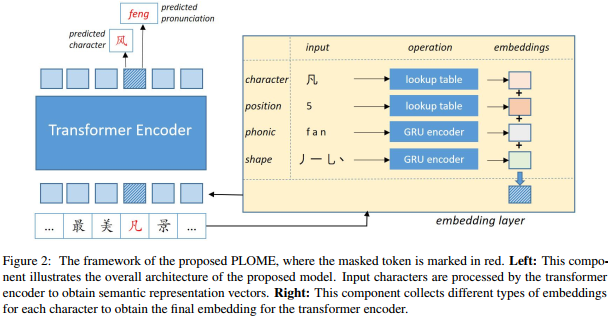 feng
predicted pronunciation
predicted character
风
Transformer Encoder
... 最 美 凡 景 ...
input operation embeddings
character 凡 lookup table
+
position 5 lookup table
+
phonic f a n GRU encoder
+
shape 丿 一 乚 丶 GRU encoder
embedding layer
Figure 2: The framework of the proposed PLOME, where the masked token is marked in red. Left: This compo-
nent illustrates the overall architecture of the proposed model. Input characters are processed by the transformer
encoder to obtain semantic representation vectors. Right: This component collects different types of embeddings
for each character to obtain the final embedding for the transformer encoder.